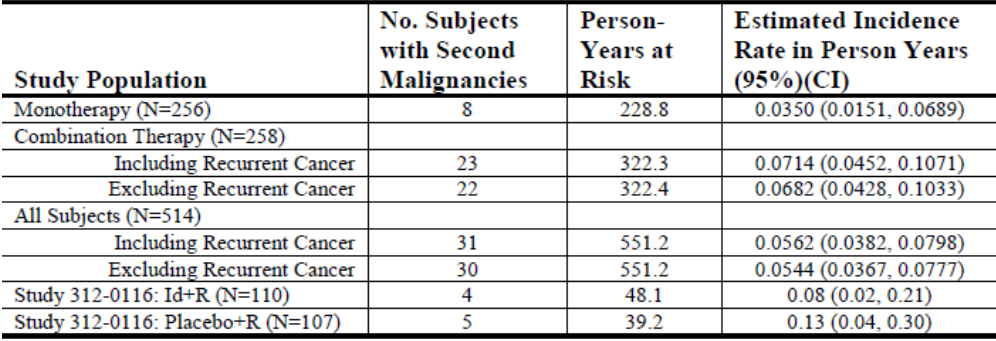 Study Population | No. Subjects with Second Malignancies | Person-Years at Risk | Estimated Incidence Rate in Person Years (95%)(CI)
Monotherapy (N=256) | 8 | 228.8 | 0.0350 (0.0151, 0.0689)
Combination Therapy (N=258)
Including Recurrent Cancer | 23 | 322.3 | 0.0714 (0.0452, 0.1071)
Excluding Recurrent Cancer | 22 | 322.4 | 0.0682 (0.0428, 0.1033)
All Subjects (N=514)
Including Recurrent Cancer | 31 | 551.2 | 0.0562 (0.0382, 0.0798)
Excluding Recurrent Cancer | 30 | 551.2 | 0.0544 (0.0367, 0.0777)
Study 312-0116: Id+R (N=110) | 4 | 48.1 | 0.08 (0.02, 0.21)
Study 312-0116: Placebo+R (N=107) | 5 | 39.2 | 0.13 (0.04, 0.30)